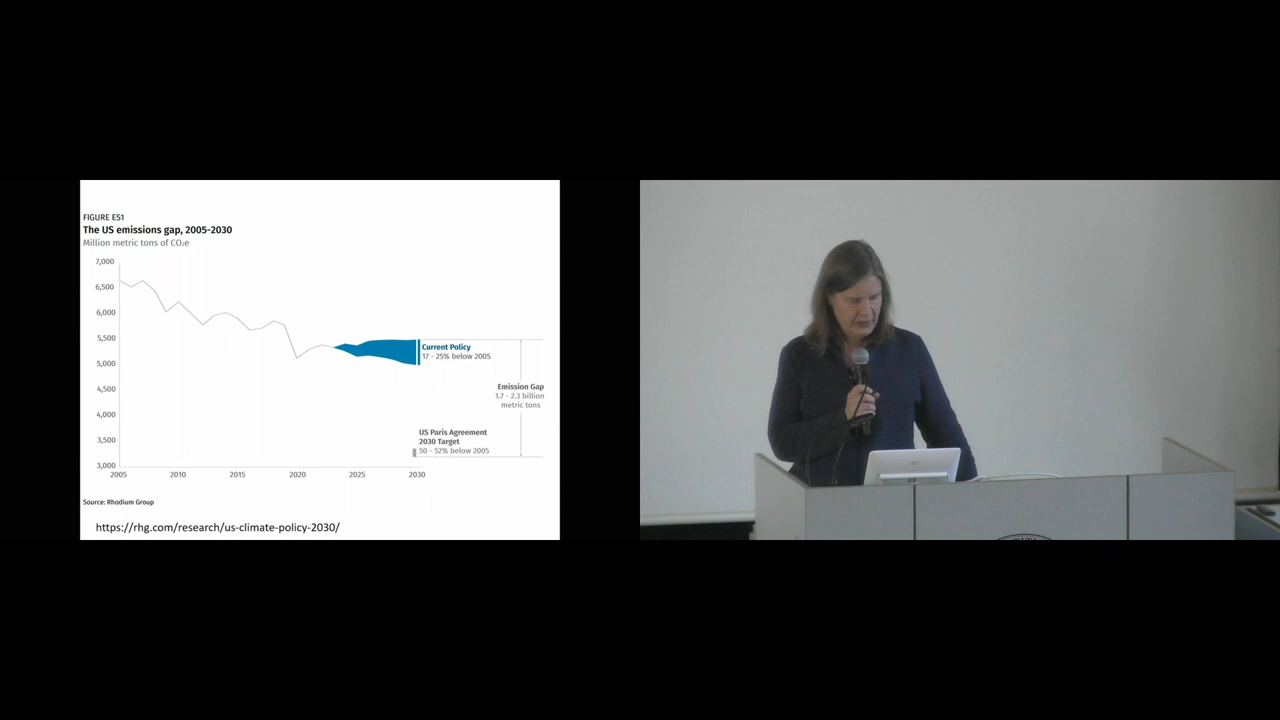 FIGURE ES1
The US emissions gap, 2005-2030
Million metric tons of CO₂e
7,000
6,500
6,000
5,500
5,000
4,500
4,000
3,500
3,000
2005 2010 2015 2020 2025 2030
Current Policy
17 - 25% below 2005
Emission Gap
1.7 - 2.3 billion
metric tons
US Paris Agreement
2030 Target
50 - 52% below 2005
Source: Rhodium Group
https://rhg.com/research/us-climate-policy-2030/